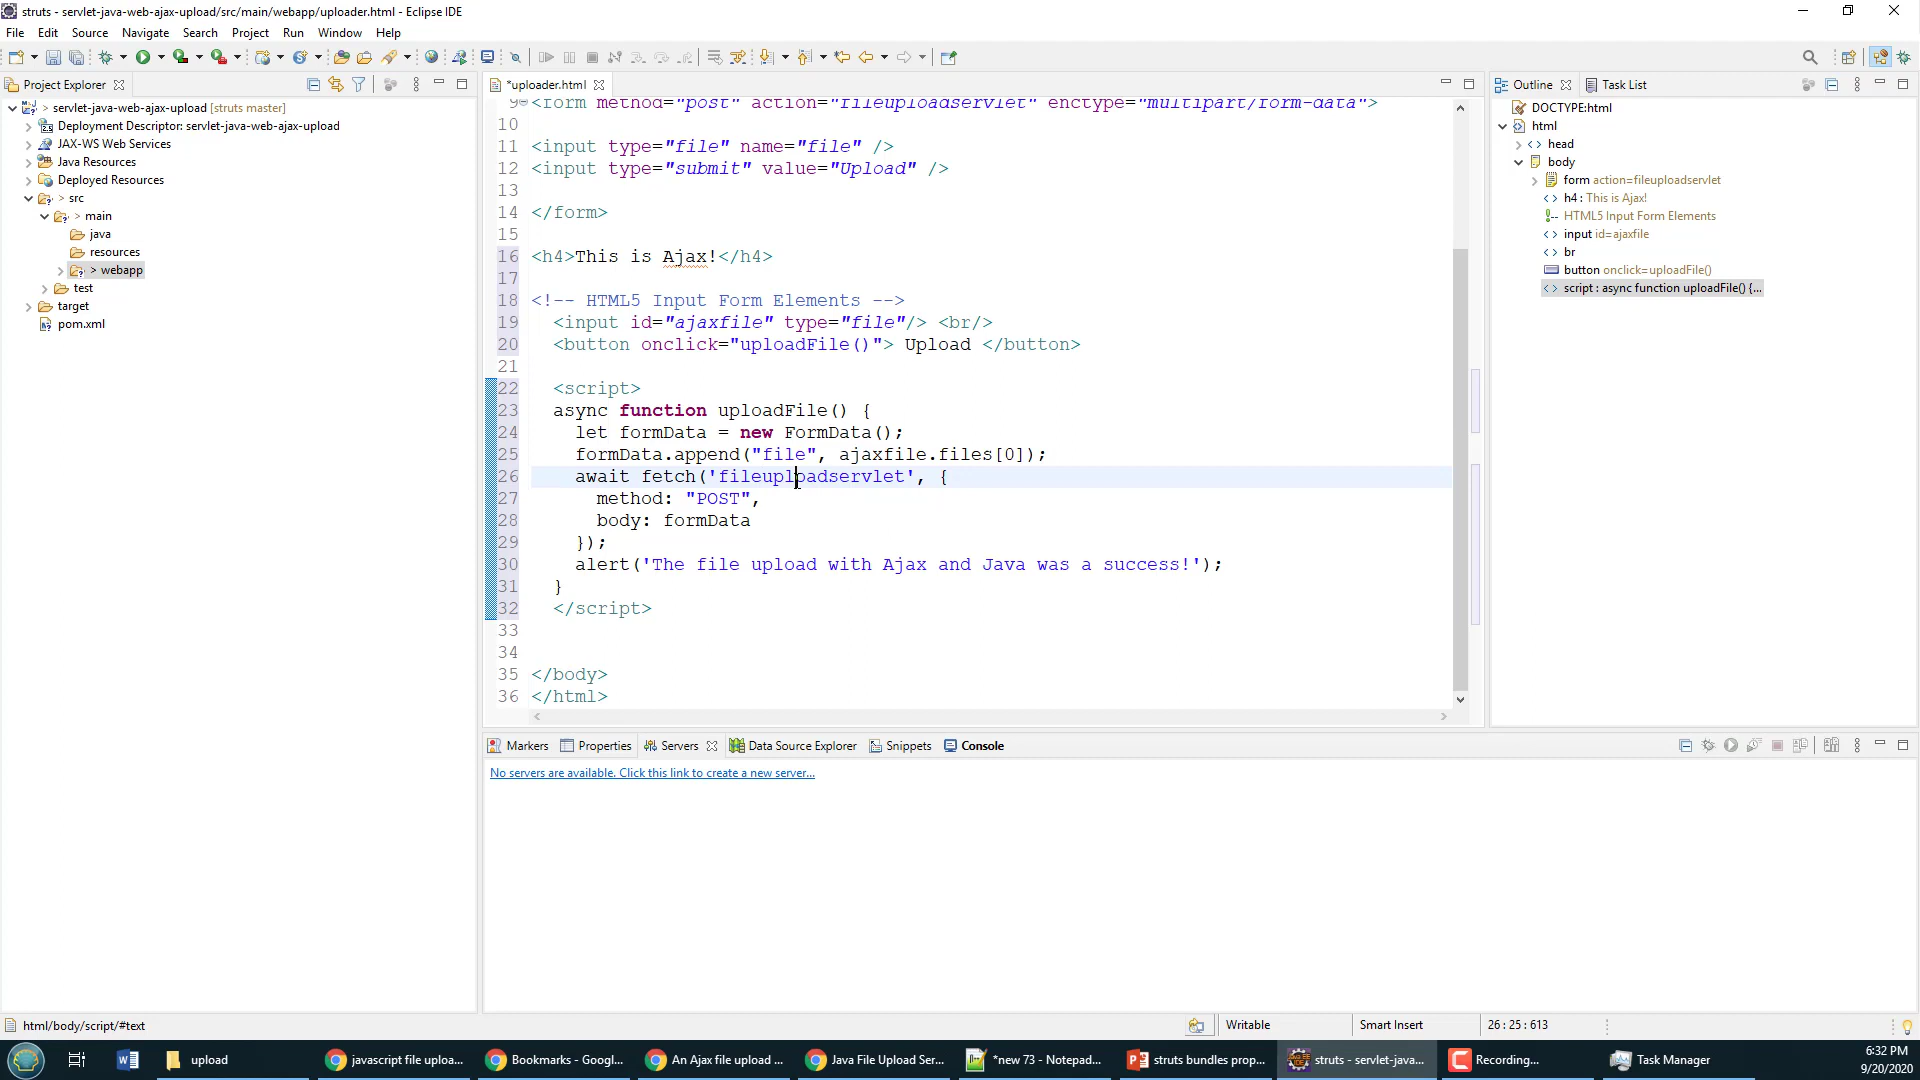 struts - servlet-java-web-ajax-upload/src/main/webapp/uploader.html - Eclipse IDE
File Edit Source Navigate Search Project Run Window Help
Project Explorer
servlet-java-web-ajax-upload [struts master]
Deployment Descriptor: servlet-java-web-ajax-upload
JAX-WS Web Services
Java Resources
Deployed Resources
> src
> main
java
resources
> webapp
test
target
pom.xml
*uploader.html
9 <form method="post" action="fileuploadservlet" enctype="multipart/form-data">
10
11 <input type="file" name="file" />
12 <input type="submit" value="Upload" />
13
14 </form>
15
16 <h4>This is Ajax!</h4>
17
18 <!-- HTML5 Input Form Elements -->
19 <input id="ajaxfile" type="file"/> <br/>
20 <button onclick="uploadFile()"> Upload </button>
21
22 <script>
23 async function uploadFile() {
24 let formData = new FormData();
25 formData.append("file", ajaxfile.files[0]);
26 await fetch('fileuploadservlet', {
27 method: "POST",
28 body: formData
29 });
30 alert('The file upload with Ajax and Java was a success!');
31 }
32 </script>
33
34
35 </body>
36 </html>
Outline Task List
DOCTYPE:html
html
head
body
form action=fileuploadservlet
h4 : This is Ajax!
HTML5 Input Form Elements
input id=ajaxfile
br
button onclick=uploadFile()
script : async function uploadFile() {...
Markers Properties Servers Data Source Explorer Snippets Console
No servers are available. Click this link to create a new server...
html/body/script/#text Writable Smart Insert 26 : 25 : 613
upload javascript file uploa... Bookmarks - Googl... An Ajax file upload ... Java File Upload Ser... *new 73 - Notepad... struts bundles prop... struts - servlet-java... Recording... Task Manager
6:32 PM
9/20/2020